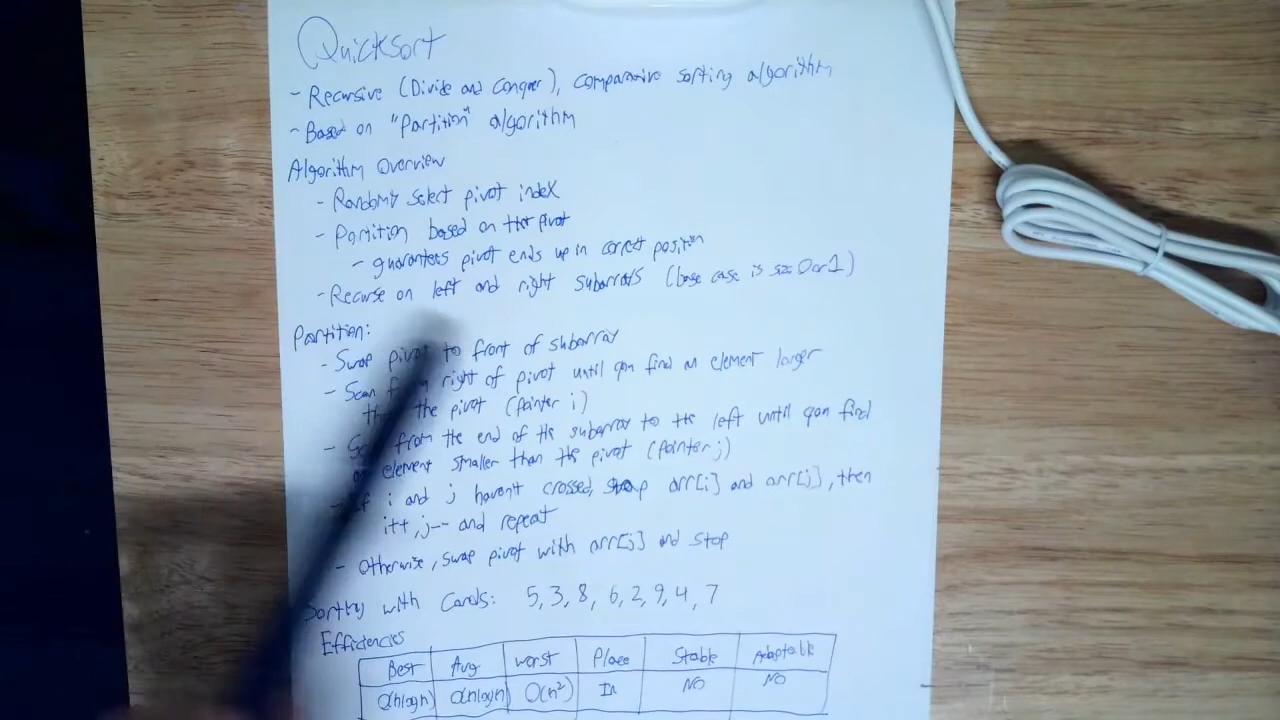 Quicksort
- Recursive (Divide and Conquer), comparative sorting algorithm
- Based on "Partition" algorithm
Algorithm Overview
- Randomly select pivot index
- Partition based on the pivot
- guarantees pivot ends up in correct position
- Recurse on left and right subarrays (base case is size 0 or 1)
Partition:
- Swap pivot to front of subarray
- Scan from right of pivot until you find an element larger
the pivot (pointer i)
- from the end of the subarray to the left until you find
element smaller than the pivot (pointer j)
- If i and j haven't crossed, swap arr[i] and arr[j], then
i++, j-- and repeat
- Otherwise, swap pivot with arr[j] and stop
Sorting with Cards: 5, 3, 8, 6, 2, 9, 4, 7
Efficiencies
Best Avg worst Place Stable Adaptable
O(nlogn) O(nlogn) O(n²) In NO NO